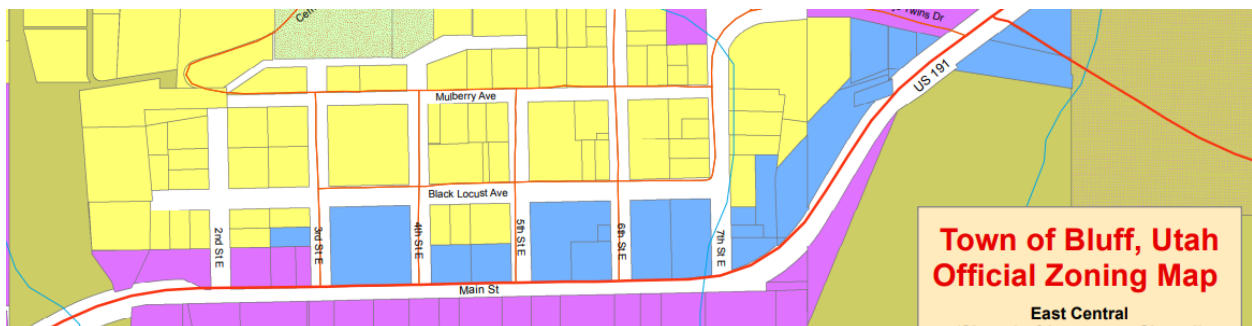 Twins Dr
US 191
Mulberry Ave
Black Locust Ave
2nd St E
3rd St E
4th St E
5th St E
6th St E
7th St E
Main St
Town of Bluff, Utah
Official Zoning Map
East Central